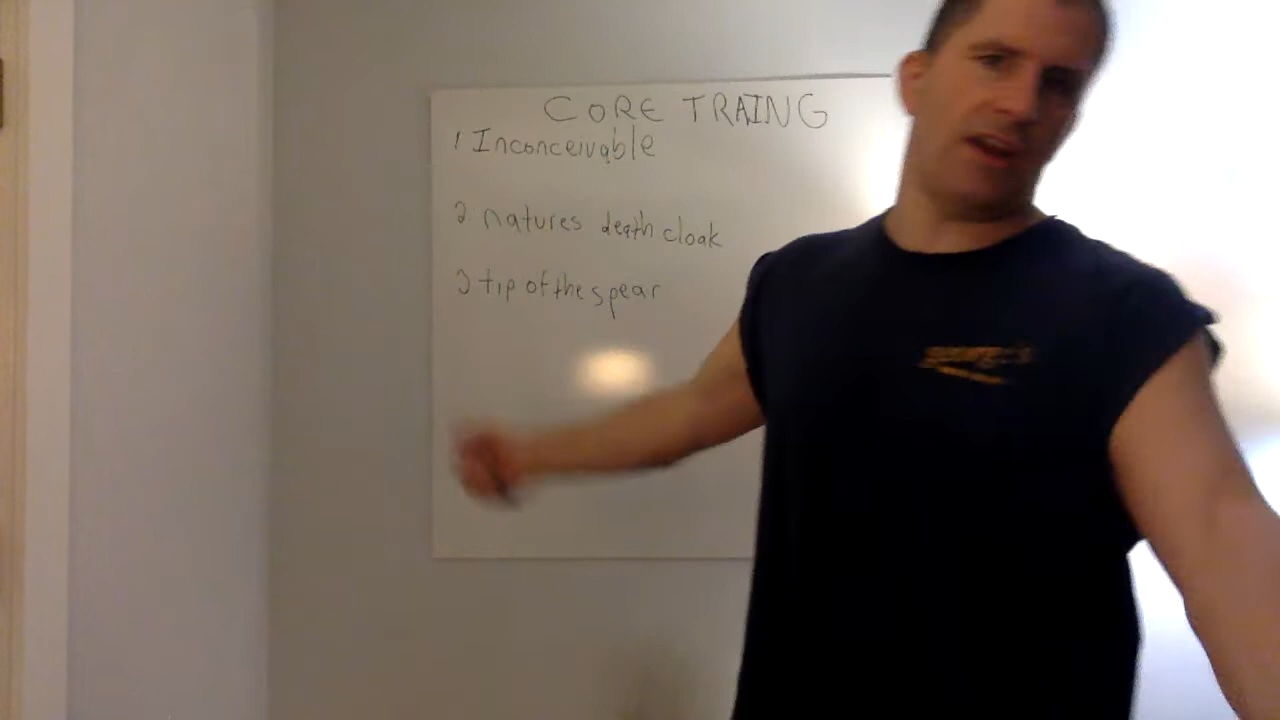 CORE TRAING
1 Inconceivable
2 natures death cloak
3 tip of the spear